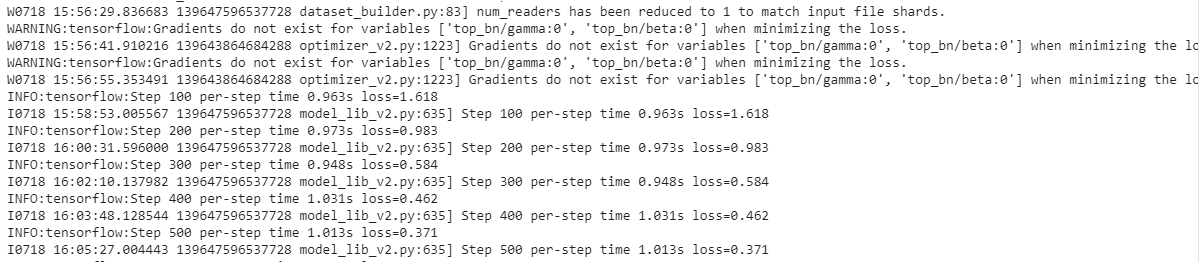 W0718 15:56:29.836683 139647596537728 dataset_builder.py:83] num_readers has been reduced to 1 to match input file shards.
WARNING:tensorflow:Gradients do not exist for variables ['top_bn/gamma:0', 'top_bn/beta:0'] when minimizing the loss.
W0718 15:56:41.910216 139643864684288 optimizer_v2.py:1223] Gradients do not exist for variables ['top_bn/gamma:0', 'top_bn/beta:0'] when minimizing the lo
WARNING:tensorflow:Gradients do not exist for variables ['top_bn/gamma:0', 'top_bn/beta:0'] when minimizing the loss.
W0718 15:56:55.353491 139643864684288 optimizer_v2.py:1223] Gradients do not exist for variables ['top_bn/gamma:0', 'top_bn/beta:0'] when minimizing the lo
INFO:tensorflow:Step 100 per-step time 0.963s loss=1.618
I0718 15:58:53.005567 139647596537728 model_lib_v2.py:635] Step 100 per-step time 0.963s loss=1.618
INFO:tensorflow:Step 200 per-step time 0.973s loss=0.983
I0718 16:00:31.596000 139647596537728 model_lib_v2.py:635] Step 200 per-step time 0.973s loss=0.983
INFO:tensorflow:Step 300 per-step time 0.948s loss=0.584
I0718 16:02:10.137982 139647596537728 model_lib_v2.py:635] Step 300 per-step time 0.948s loss=0.584
INFO:tensorflow:Step 400 per-step time 1.031s loss=0.462
I0718 16:03:48.128544 139647596537728 model_lib_v2.py:635] Step 400 per-step time 1.031s loss=0.462
INFO:tensorflow:Step 500 per-step time 1.013s loss=0.371
I0718 16:05:27.004443 139647596537728 model_lib_v2.py:635] Step 500 per-step time 1.013s loss=0.371